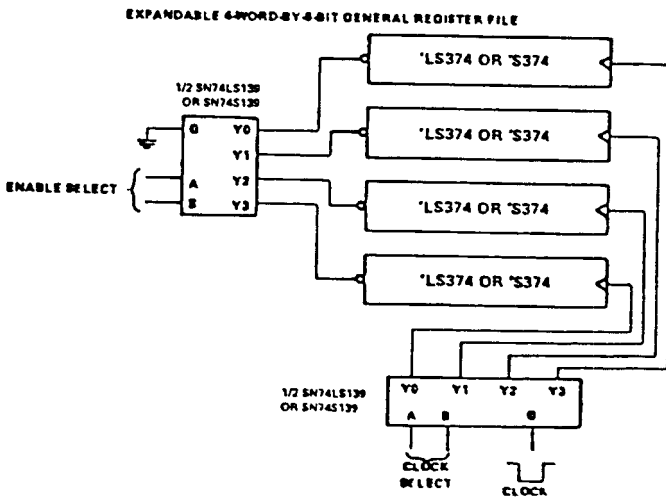 EXPANDABLE 4-WORD-BY-8-BIT GENERAL REGISTER FILE
1/2 SN74LS139
OR SN74S139
G
Y0
Y1
A
Y2
B
Y3
ENABLE SELECT
'LS374 OR 'S374
'LS374 OR 'S374
'LS374 OR 'S374
'LS374 OR 'S374
1/2 SN74LS139
OR SN74S139
Y0 Y1 Y2 Y3
A B G
CLOCK
SELECT
CLOCK